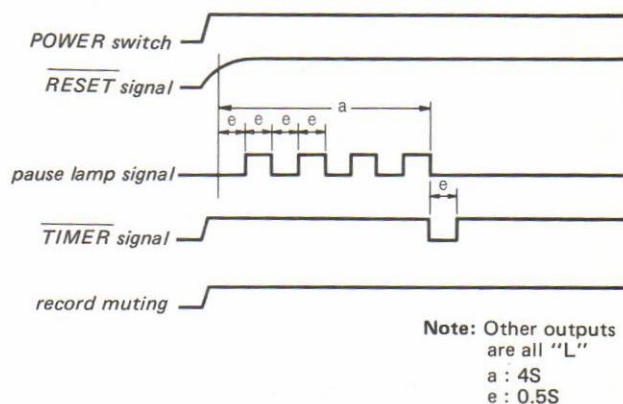 POWER switch
RESET signal
a
e e e e
pause lamp signal
e
TIMER signal
record muting
Note: Other outputs
are all "L"
a : 4S
e : 0.5S